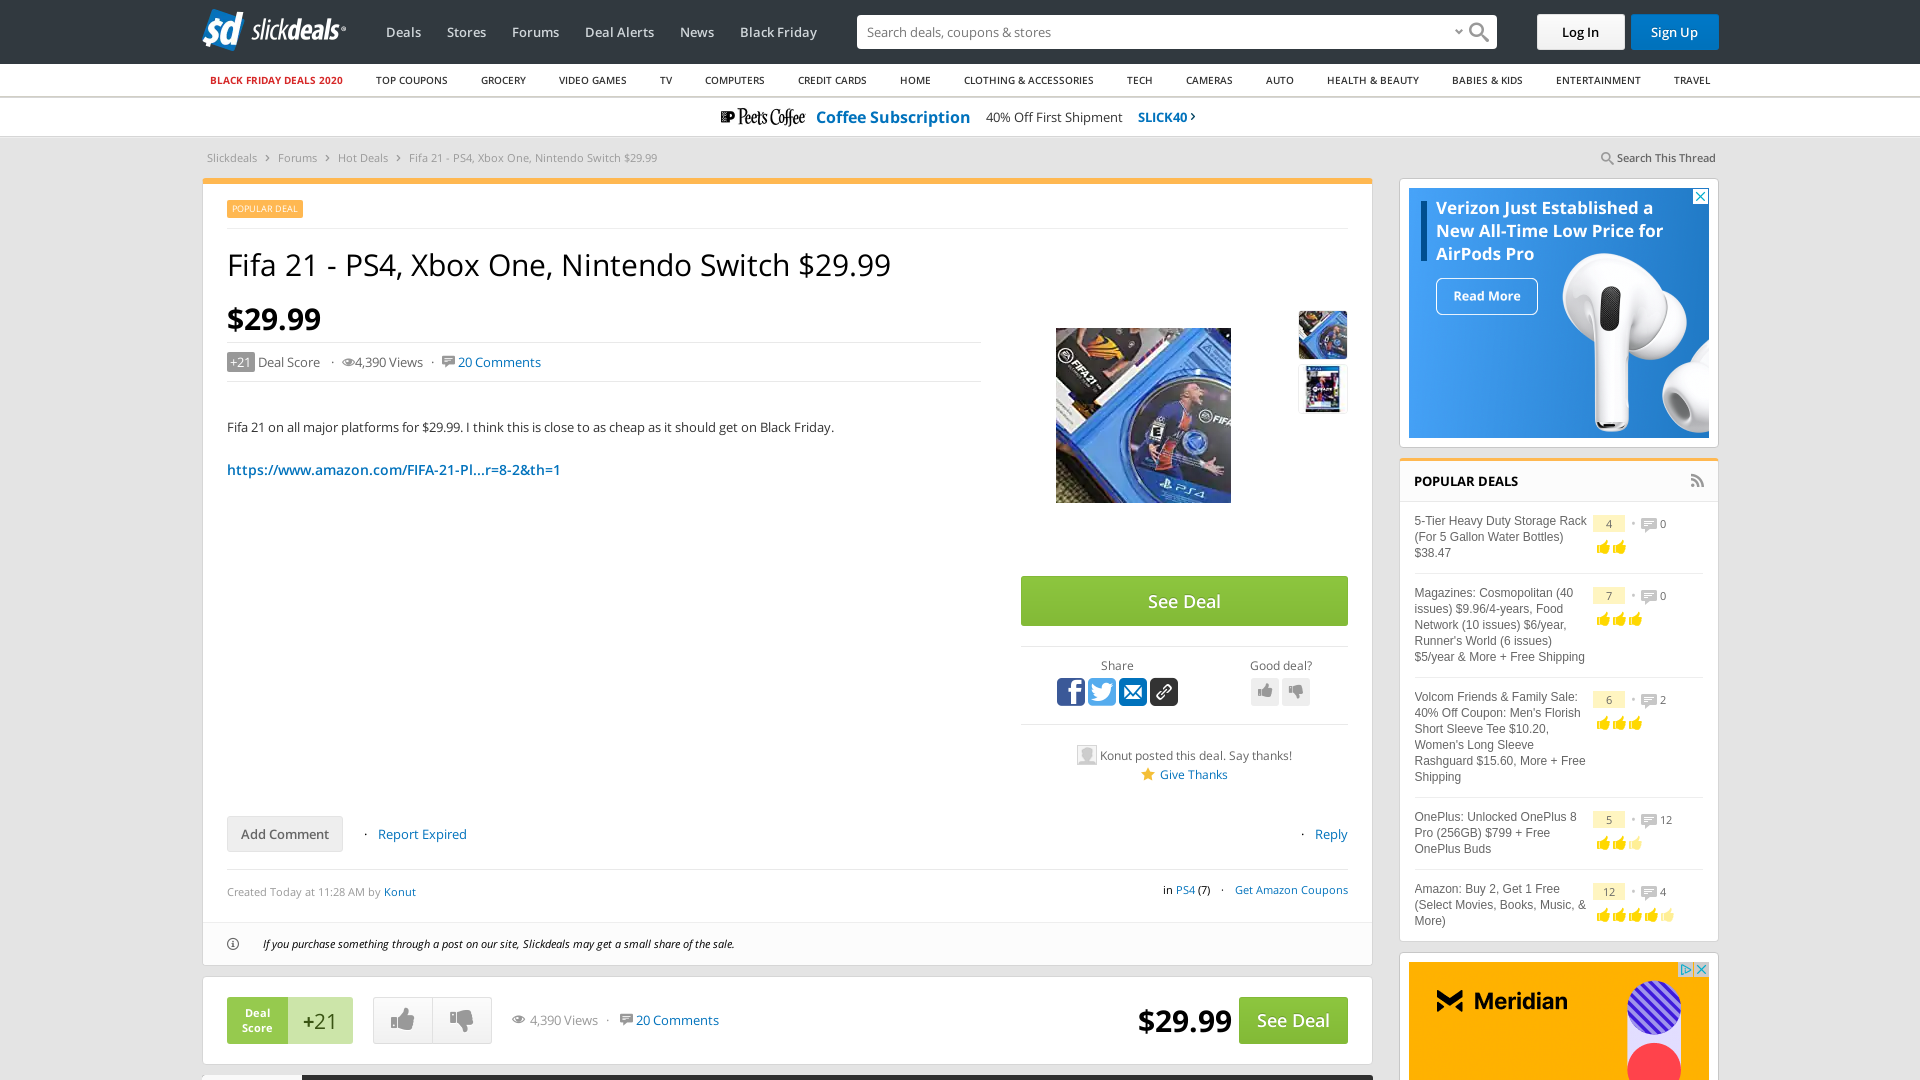 slickdeals
Deals
Stores
Forums
Deal Alerts
News
Black Friday
Search deals, coupons & stores
Log In
Sign Up
BLACK FRIDAY DEALS 2020
TOP COUPONS
GROCERY
VIDEO GAMES
TV
COMPUTERS
CREDIT CARDS
HOME
CLOTHING & ACCESSORIES
TECH
CAMERAS
AUTO
HEALTH & BEAUTY
BABIES & KIDS
ENTERTAINMENT
TRAVEL
Peet's Coffee Coffee Subscription 40% Off First Shipment SLICK40 ›
Slickdeals › Forums › Hot Deals › Fifa 21 - PS4, Xbox One, Nintendo Switch $29.99
Search This Thread
POPULAR DEAL
Fifa 21 - PS4, Xbox One, Nintendo Switch $29.99
$29.99
+21 Deal Score · 4,390 Views · 20 Comments
Fifa 21 on all major platforms for $29.99. I think this is close to as cheap as it should get on Black Friday.
https://www.amazon.com/FIFA-21-Pl...r=8-2&th=1
FIFA21
FIFA
E
PS4
See Deal
Share
Good deal?
Konut posted this deal. Say thanks!
Give Thanks
Add Comment
· Report Expired
· Reply
Created Today at 11:28 AM by Konut
in PS4 (7) · Get Amazon Coupons
If you purchase something through a post on our site, Slickdeals may get a small share of the sale.
Deal
Score
+21
4,390 Views · 20 Comments
$29.99
See Deal
Verizon Just Established a
New All-Time Low Price for
AirPods Pro
Read More
POPULAR DEALS
5-Tier Heavy Duty Storage Rack
(For 5 Gallon Water Bottles)
$38.47
4 • 0
Magazines: Cosmopolitan (40
issues) $9.96/4-years, Food
Network (10 issues) $6/year,
Runner's World (6 issues)
$5/year & More + Free Shipping
7 • 0
Volcom Friends & Family Sale:
40% Off Coupon: Men's Florish
Short Sleeve Tee $10.20,
Women's Long Sleeve
Rashguard $15.60, More + Free
Shipping
6 • 2
OnePlus: Unlocked OnePlus 8
Pro (256GB) $799 + Free
OnePlus Buds
5 • 12
Amazon: Buy 2, Get 1 Free
(Select Movies, Books, Music, &
More)
12 • 4
Meridian